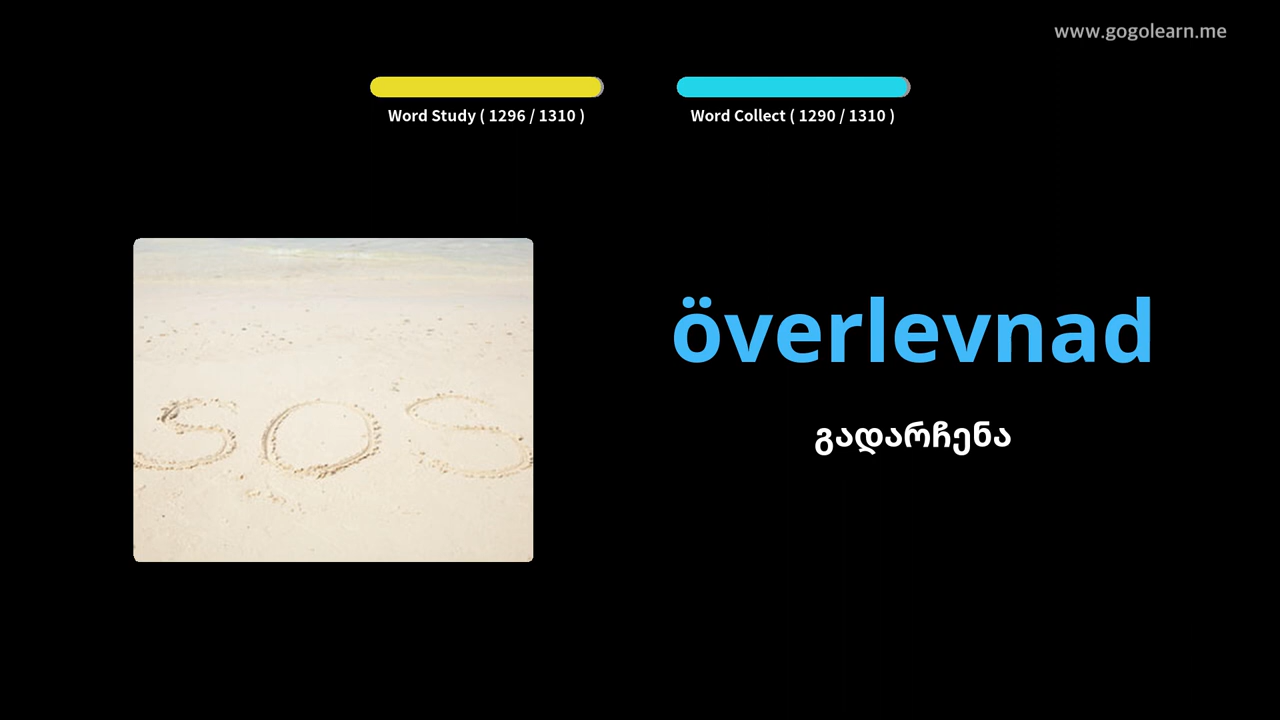 www.gogolearn.me
Word Study ( 1296 / 1310 )
Word Collect ( 1290 / 1310 )
SOS
överlevnad
გადარჩენა